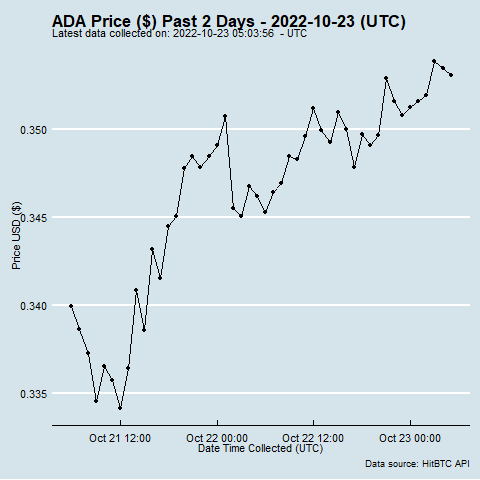 ADA Price ($) Past 2 Days - 2022-10-23 (UTC)
Latest data collected on: 2022-10-23 05:03:56  - UTC
Price USD ($)
0.350
0.345
0.340
0.335
Oct 21 12:00
Oct 22 00:00
Oct 22 12:00
Oct 23 00:00
Date Time Collected (UTC)
Data source: HitBTC API